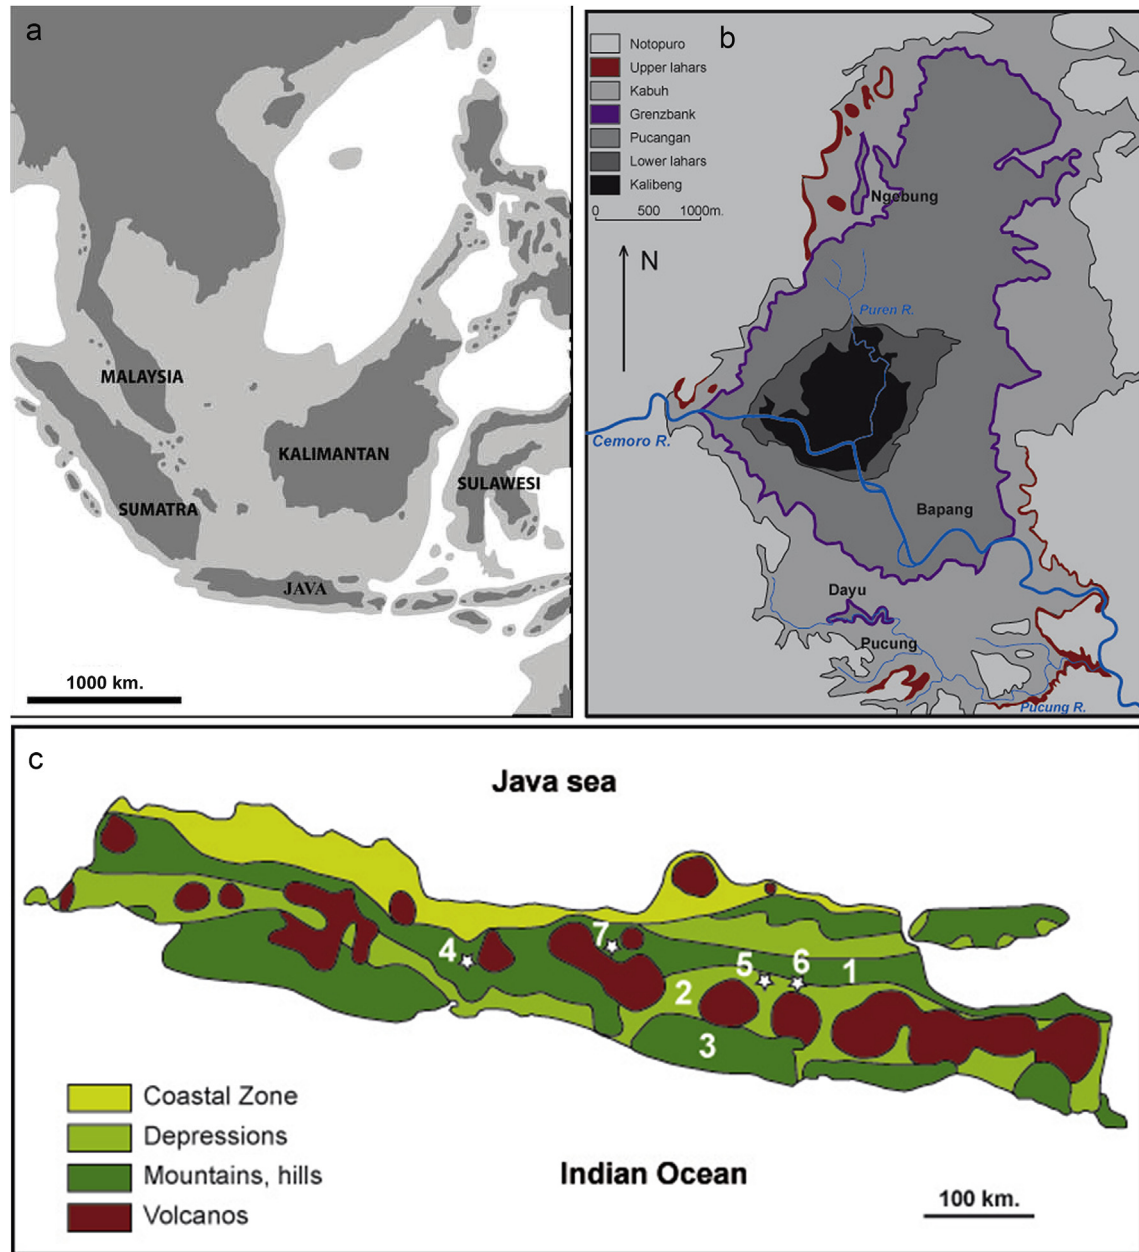 a
MALAYSIA
KALIMANTAN
SULAWESI
SUMATRA
JAVA
1000 km.
b
Notopuro
Upper lahars
Kabuh
Grenzbank
Pucangan
Lower lahars
Kalibeng
0 500 1000m.
N
Ngebung
Puren R.
Cemoro R.
Bapang
Dayu
Pucung
Pucung R.
c
Java sea
7
4
5
6
1
2
3
Coastal Zone
Depressions
Mountains, hills
Volcanos
Indian Ocean
100 km.